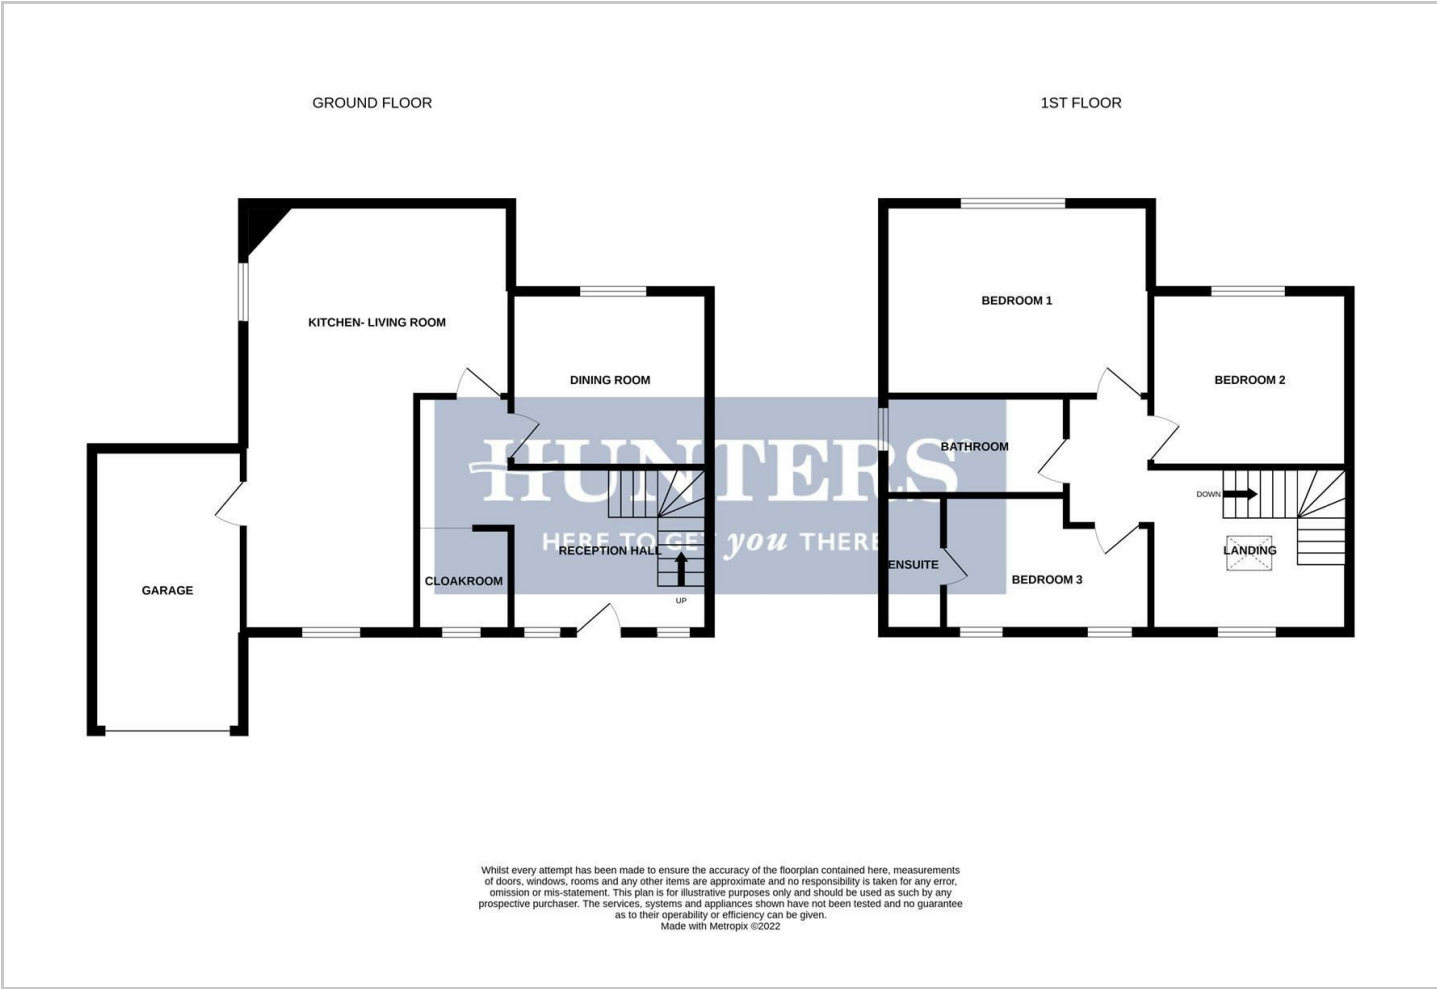 GROUND FLOOR
1ST FLOOR
KITCHEN- LIVING ROOM
DINING ROOM
GARAGE
CLOAKROOM
RECEPTION HALL
UP
BEDROOM 1
BEDROOM 2
BATHROOM
DOWN
LANDING
ENSUITE
BEDROOM 3
HUNTERS
HERE TO GET you THERE
Whilst every attempt has been made to ensure the accuracy of the floorplan contained here, measurements
of doors, windows, rooms and any other items are approximate and no responsibility is taken for any error,
omission or mis-statement. This plan is for illustrative purposes only and should be used as such by any
prospective purchaser. The services, systems and appliances shown have not been tested and no guarantee
as to their operability or efficiency can be given.
Made with Metropix ©2022